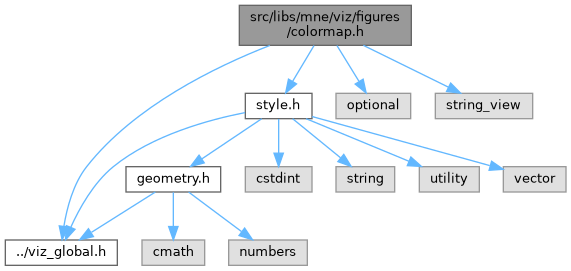 src/libs/mne/viz/figures
/colormap.h
style.h
optional
string_view
geometry.h
cstdint
string
utility
vector
../viz_global.h
cmath
numbers